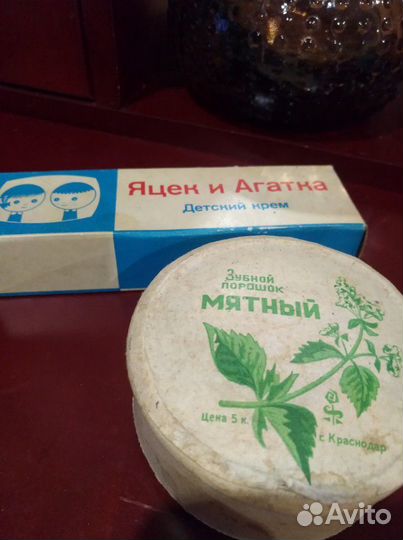 Яцек и Агатка
Детский крем
Зубной
порошок
МЯТНЫЙ
Цена 5 к.
г. Краснодар
Avito